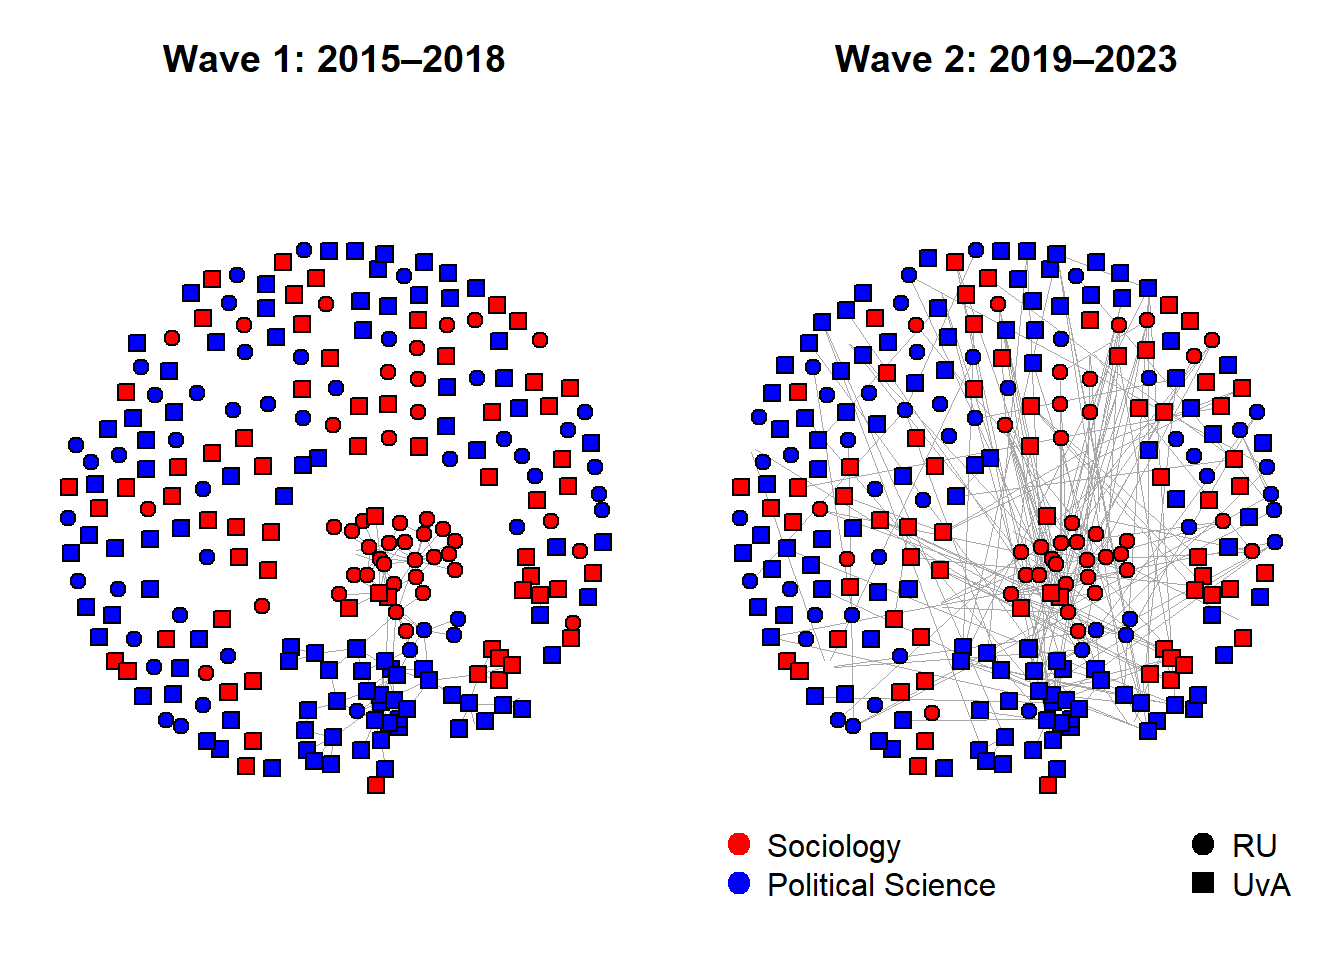 Wave 1: 2015–2018
Wave 2: 2019–2023
Sociology
Political Science
RU
UvA